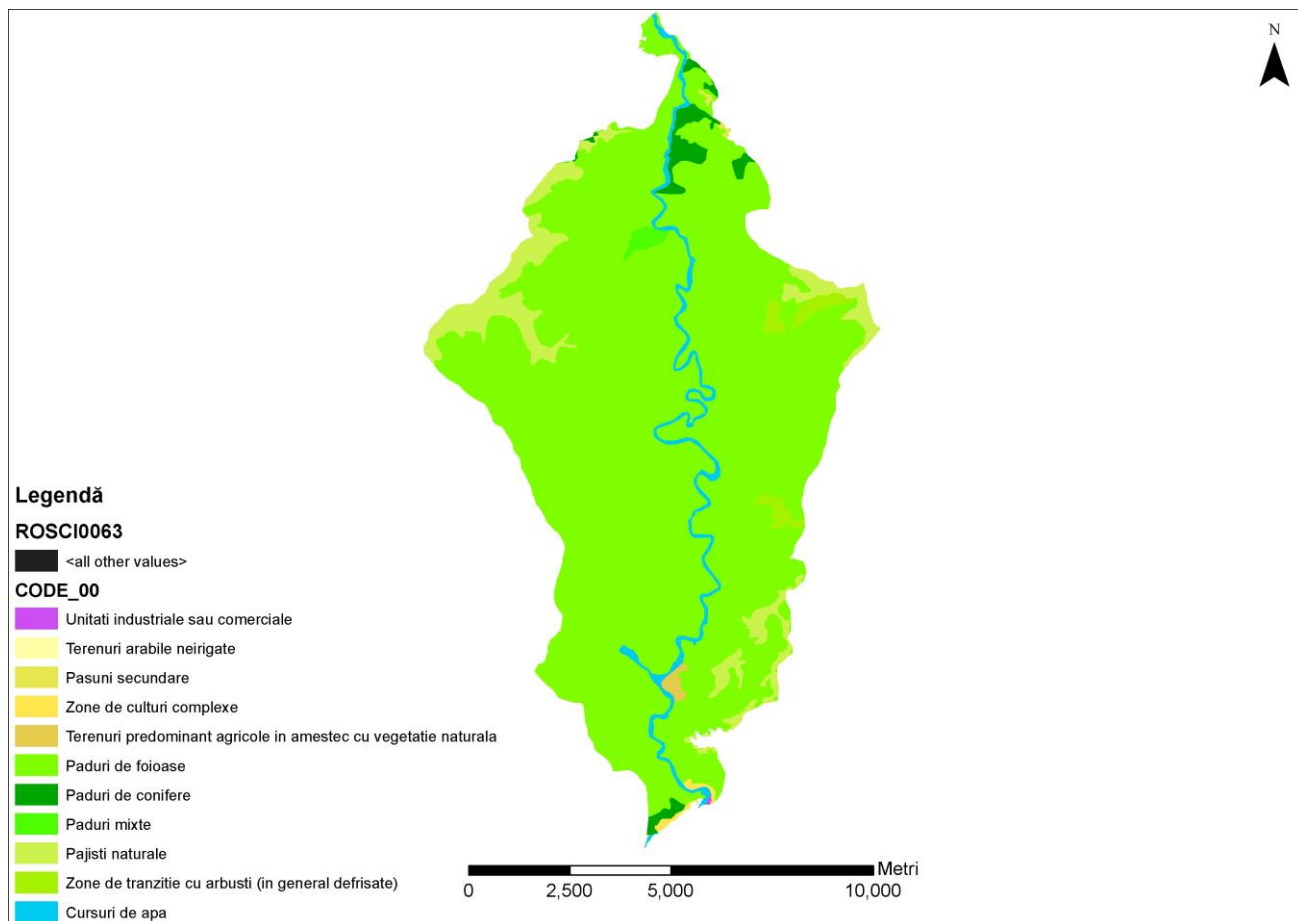 N
Legendă
ROSCI0063
<all other values>
CODE_00
Unitati industriale sau comerciale
Terenuri arabile neirigate
Pasuni secundare
Zone de culturi complexe
Terenuri predominant agricole in amestec cu vegetatie naturala
Paduri de foioase
Paduri de conifere
Paduri mixte
Pajisti naturale
Zone de tranzitie cu arbusti (in general defrisate)
Cursuri de apa
Metri
0 2,500 5,000 10,000